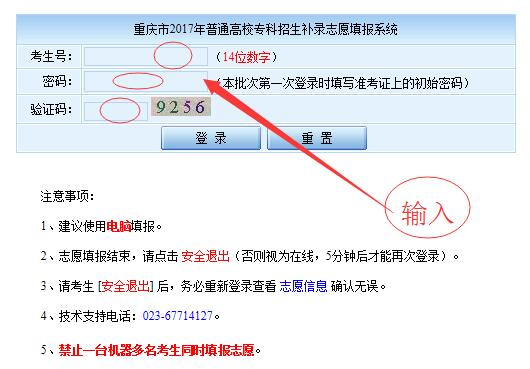 重庆市2017年普通高校专科招生补录志愿填报系统
考生号： （14位数字）
密码： （本批次第一次登录时填写准考证上的初始密码）
验证码： 9256
登 录 重 置
输入
注意事项：
1、建议使用电脑填报。
2、志愿填报结束，请点击 安全退出（否则视为在线，5分钟后才能再次登录）。
3、请考生 [安全退出] 后，务必重新登录查看 志愿信息 确认无误。
4、技术支持电话：023-67714127。
5、禁止一台机器多名考生同时填报志愿。